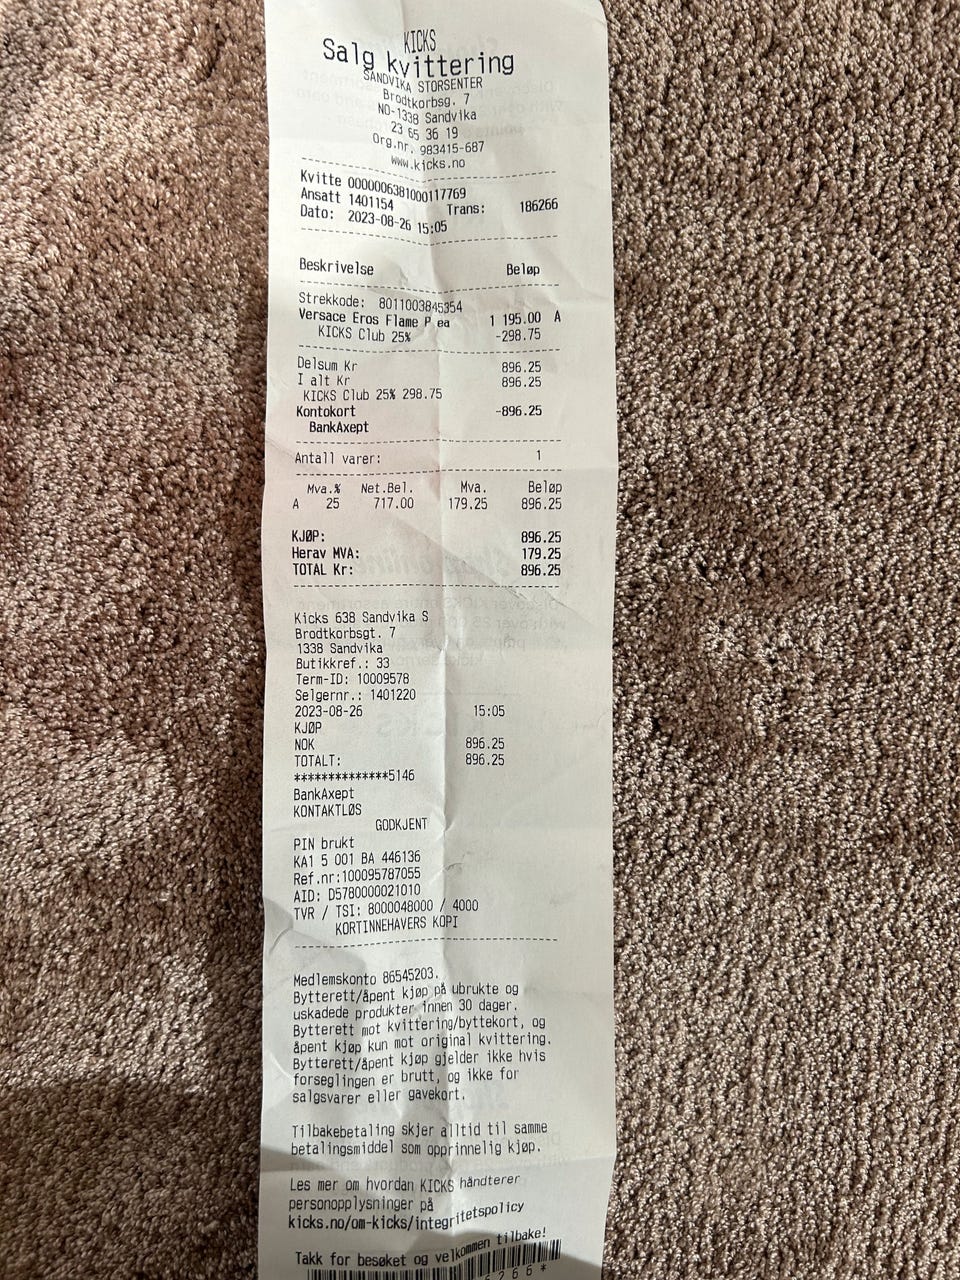 KICKS
Salg kvittering
SANDVIKA STORSENTER
Brodtkorbsg. 7
NO-1338 Sandvika
23 65 36 19
Org.nr. 983415-687
www.kicks.no
Kvitte 0000006381000117769
Ansatt 1401154 Trans: 186266
Dato: 2023-08-26 15:05
Beskrivelse Beløp
Strekkode: 8011003845354
Versace Eros Flame P ea 1 195.00 A
KICKS Club 25% -298.75
Delsum Kr 896.25
I alt Kr 896.25
KICKS Club 25% 298.75
Kontokort -896.25
BankAxept
Antall varer: 1
Mva.% Net.Bel. Mva. Beløp
A 25 717.00 179.25 896.25
KJØP: 896.25
Herav MVA: 179.25
TOTAL Kr: 896.25
Kicks 638 Sandvika S
Brodtkorbsgt. 7
1338 Sandvika
Butikkref.: 33
Term-ID: 10009578
Selgernr.: 1401220
2023-08-26 15:05
KJØP
NOK 896.25
TOTALT: 896.25
**************5146
BankAxept
KONTAKTLØS
GODKJENT
PIN brukt
KA1 5 001 BA 446136
Ref.nr:100095787055
AID: D5780000021010
TVR / TSI: 8000048000 / 4000
KORTINNEHAVERS KOPI
Medlemskonto 86545203.
Bytterett/åpent kjøp på ubrukte og
uskadede produkter innen 30 dager.
Bytterett mot kvittering/byttekort, og
åpent kjøp kun mot original kvittering.
Bytterett/åpent kjøp gjelder ikke hvis
forseglingen er brutt, og ikke for
salgsvarer eller gavekort.
Tilbakebetaling skjer alltid til samme
betalingsmiddel som opprinnelig kjøp.
Les mer om hvordan KICKS håndterer
personopplysninger på
kicks.no/om-kicks/integritetspolicy
Takk for besøket og velkommen tilbake!